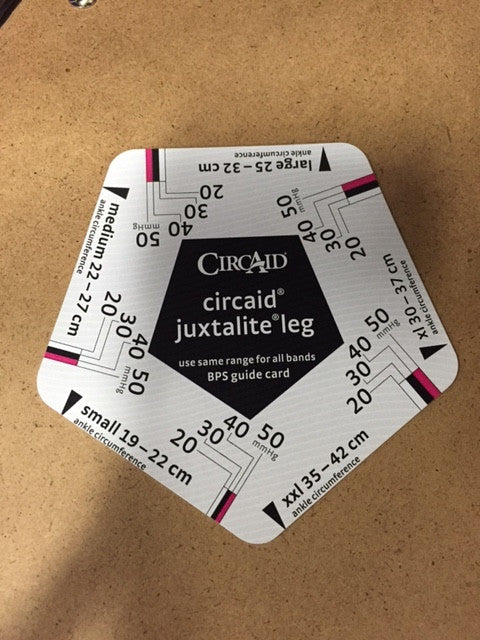 CIRCAID®
circaid®
juxtalite® leg
use same range for all bands
BPS guide card
large 25 – 32 cm
ankle circumference
20
30
40
50
mmHg
xl 30 – 37 cm
ankle circumference
20
30
40
50
mmHg
xxl 35 – 42 cm
ankle circumference
20
30
40
50
mmHg
small 19 – 22 cm
ankle circumference
20
30
40
50
mmHg
medium 22 – 27 cm
ankle circumference
20
30
40
50
mmHg